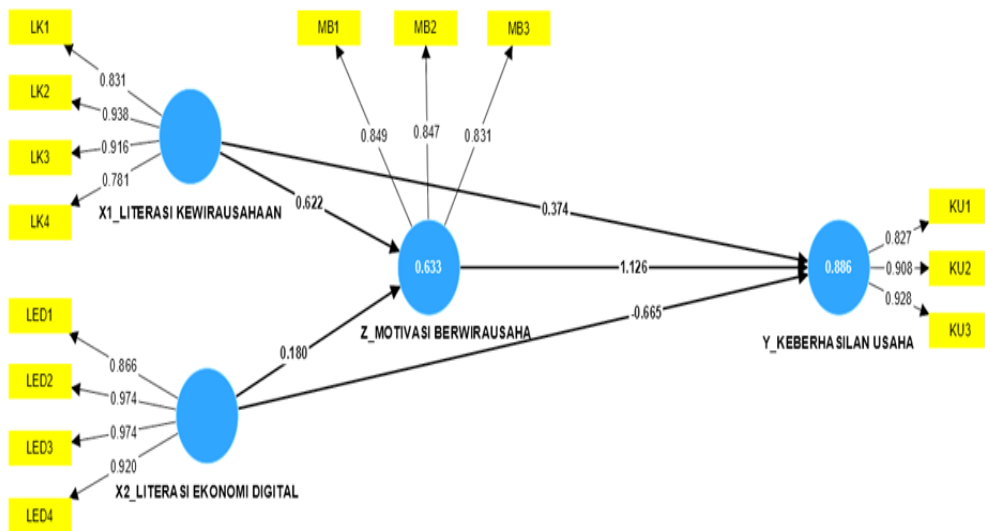 LK1
LK2
LK3
LK4
0.831
0.938
0.916
0.781
X1_LITERASI KEWIRAUSAHAAN
MB1
MB2
MB3
0.849
0.847
0.831
0.622
0.374
0.633
Z_MOTIVASI BERWIRAUSAHA
1.126
0.180
-0.665
0.886
Y_KEBERHASILAN USAHA
KU1
KU2
KU3
0.827
0.908
0.928
LED1
LED2
LED3
LED4
0.866
0.974
0.974
0.920
X2_LITERASI EKONOMI DIGITAL